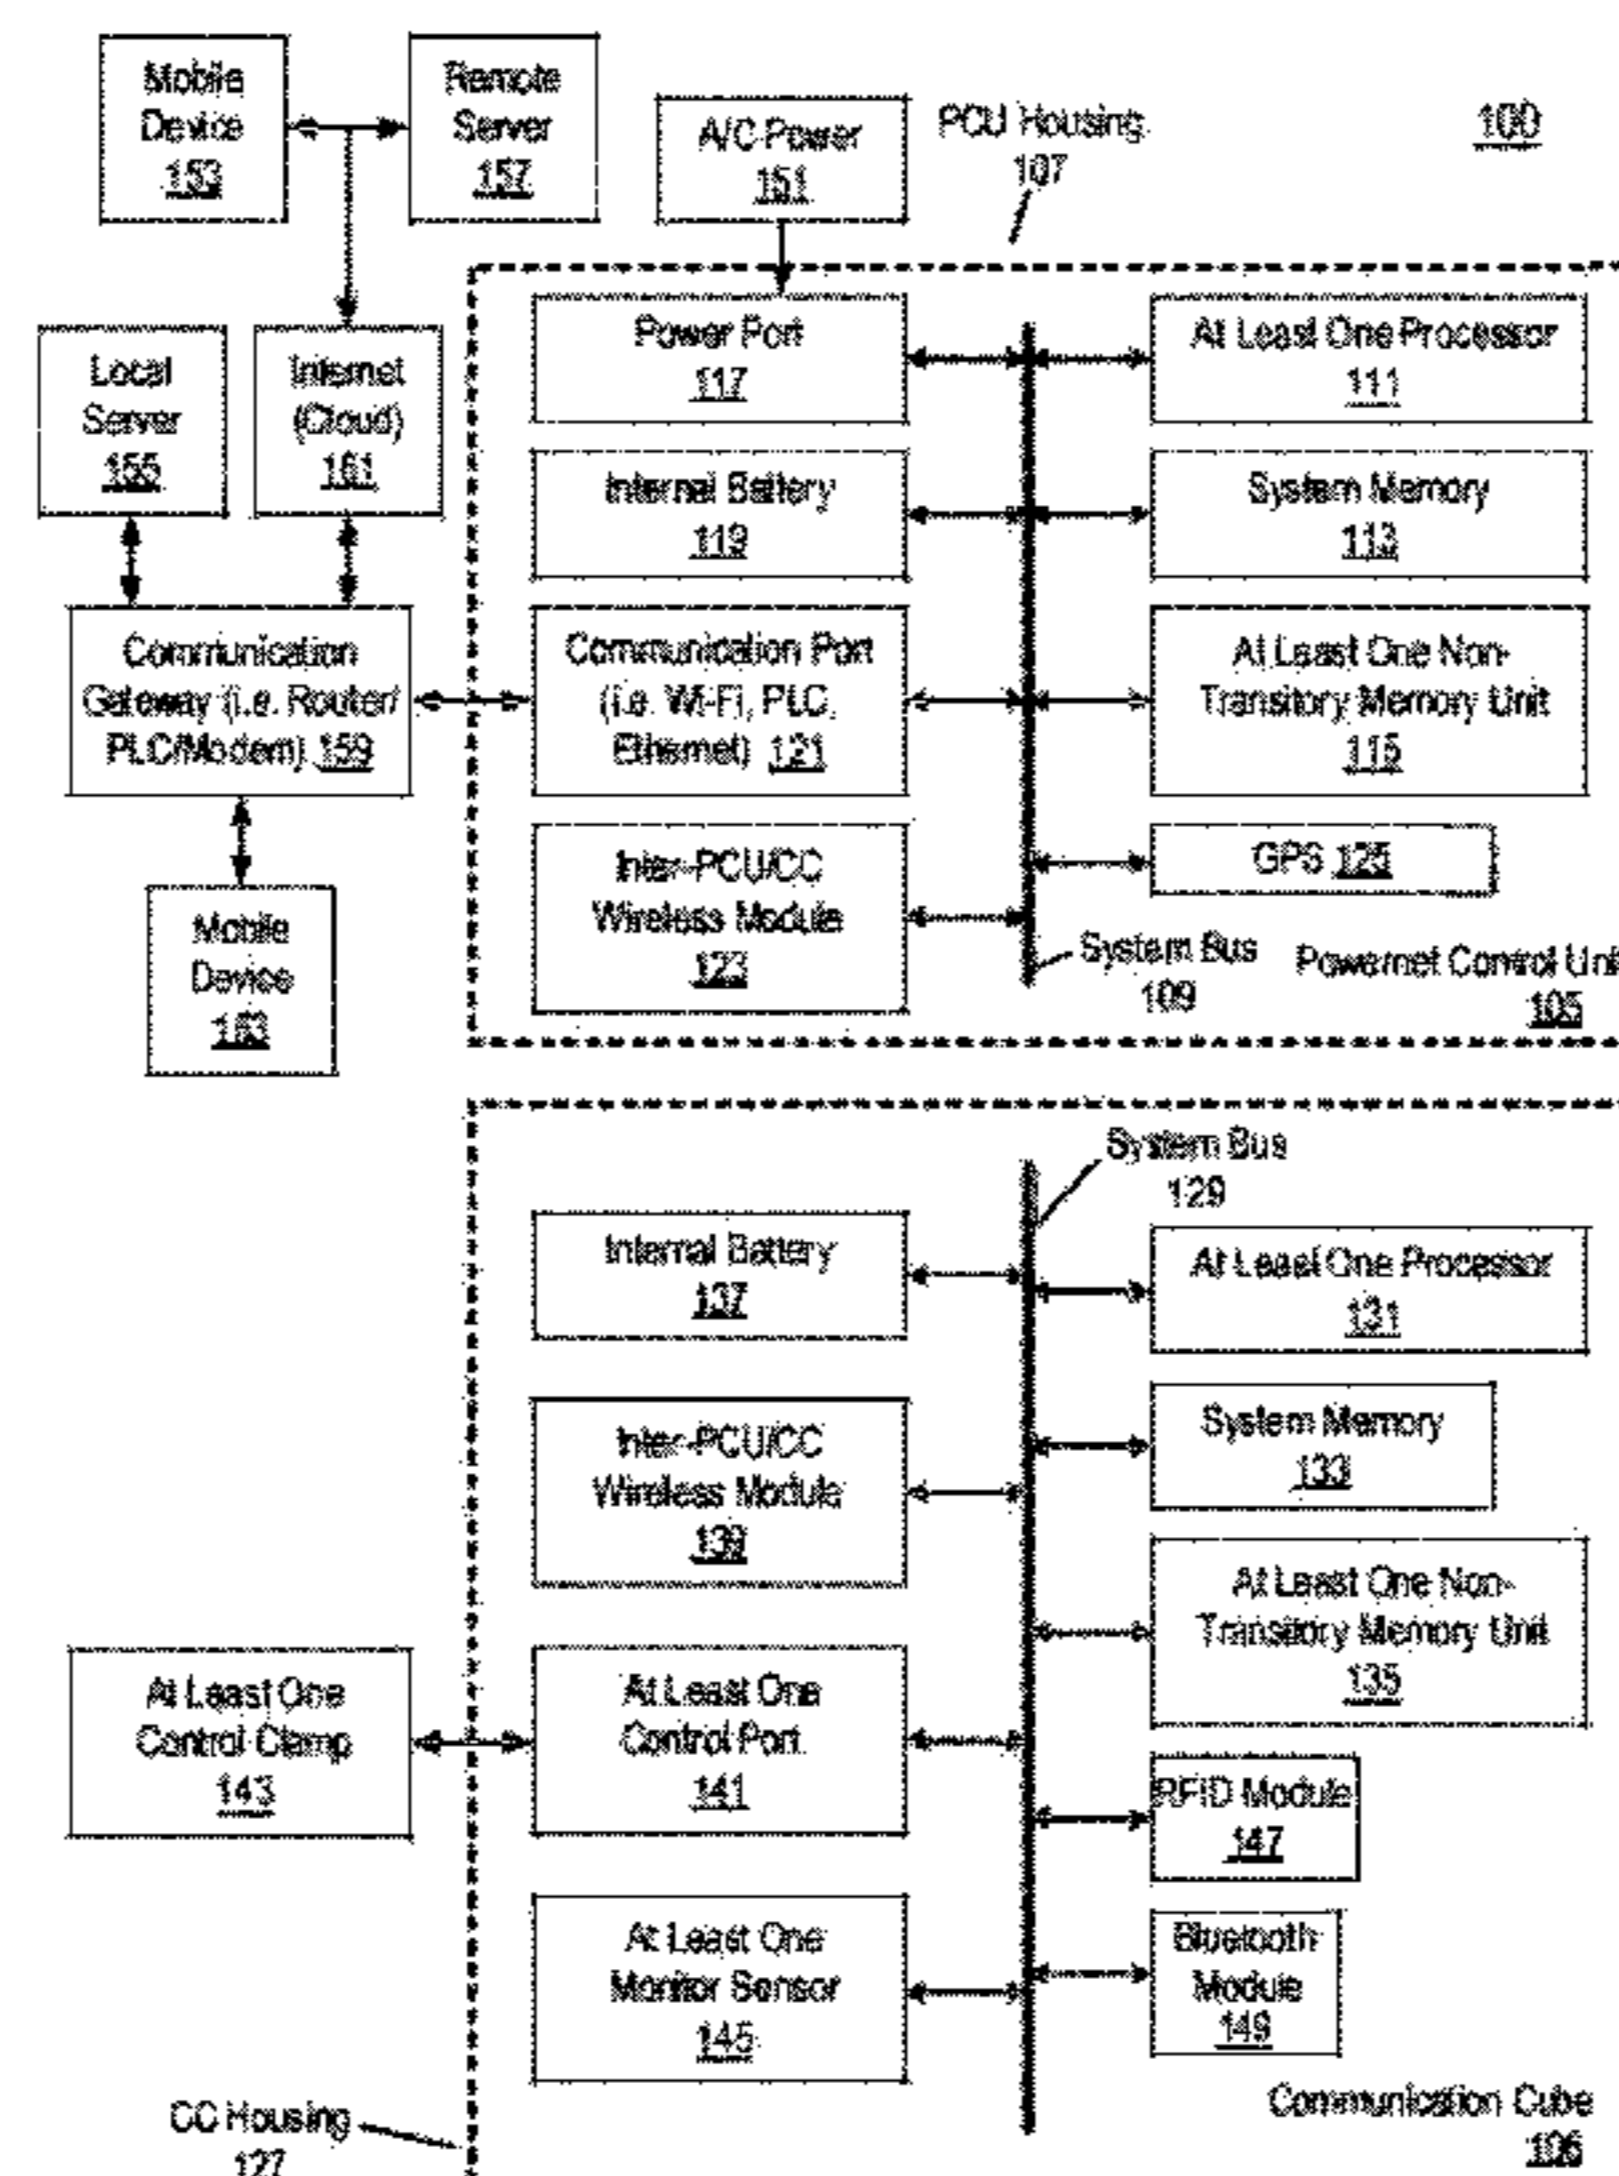 Mobile
Device
153
Remote
Server
157
A/C Power
151
PCU Housing
107
100
Local
Server
155
Internet
(Cloud)
161
Power Port
117
At Least One Processor
111
Internal Battery
119
System Memory
113
Communication
Gateway (i.e. Router/
PLC/Modem) 159
Communication Port
(i.e. Wi-Fi, PLC,
Ethernet) 121
At Least One Non-
Transitory Memory Unit
115
Inter-PCU/CC
Wireless Module
123
GPS 125
Mobile
Device
153
System Bus
109
Powernet Control Unit
105
System Bus
129
Internal Battery
137
At Least One Processor
131
Inter-PCU/CC
Wireless Module
139
System Memory
133
At Least One Non-
Transitory Memory Unit
135
At Least One
Control Clamp
143
At Least One
Control Port
141
RFID Module
147
At Least One
Monitor Sensor
145
Bluetooth
Module
149
CC Housing
127
Communication Cube